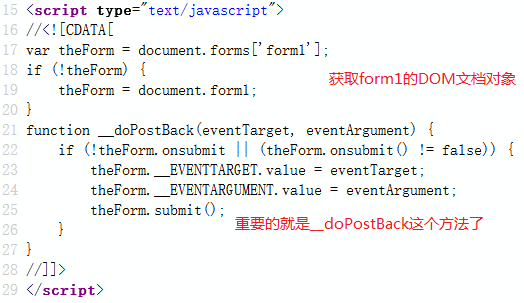 15 <script type="text/javascript">
16 //<![CDATA[
17 var theForm = document.forms['form1'];
18 if (!theForm) {
获取form1的DOM文档对象
19     theForm = document.form1;
20 }
21 function __doPostBack(eventTarget, eventArgument) {
22     if (!theForm.onsubmit || (theForm.onsubmit() != false)) {
23         theForm.__EVENTTARGET.value = eventTarget;
24         theForm.__EVENTARGUMENT.value = eventArgument;
25         theForm.submit();
重要的就是__doPostBack这个方法了
26     }
27 }
28 //]]>
29 </script>